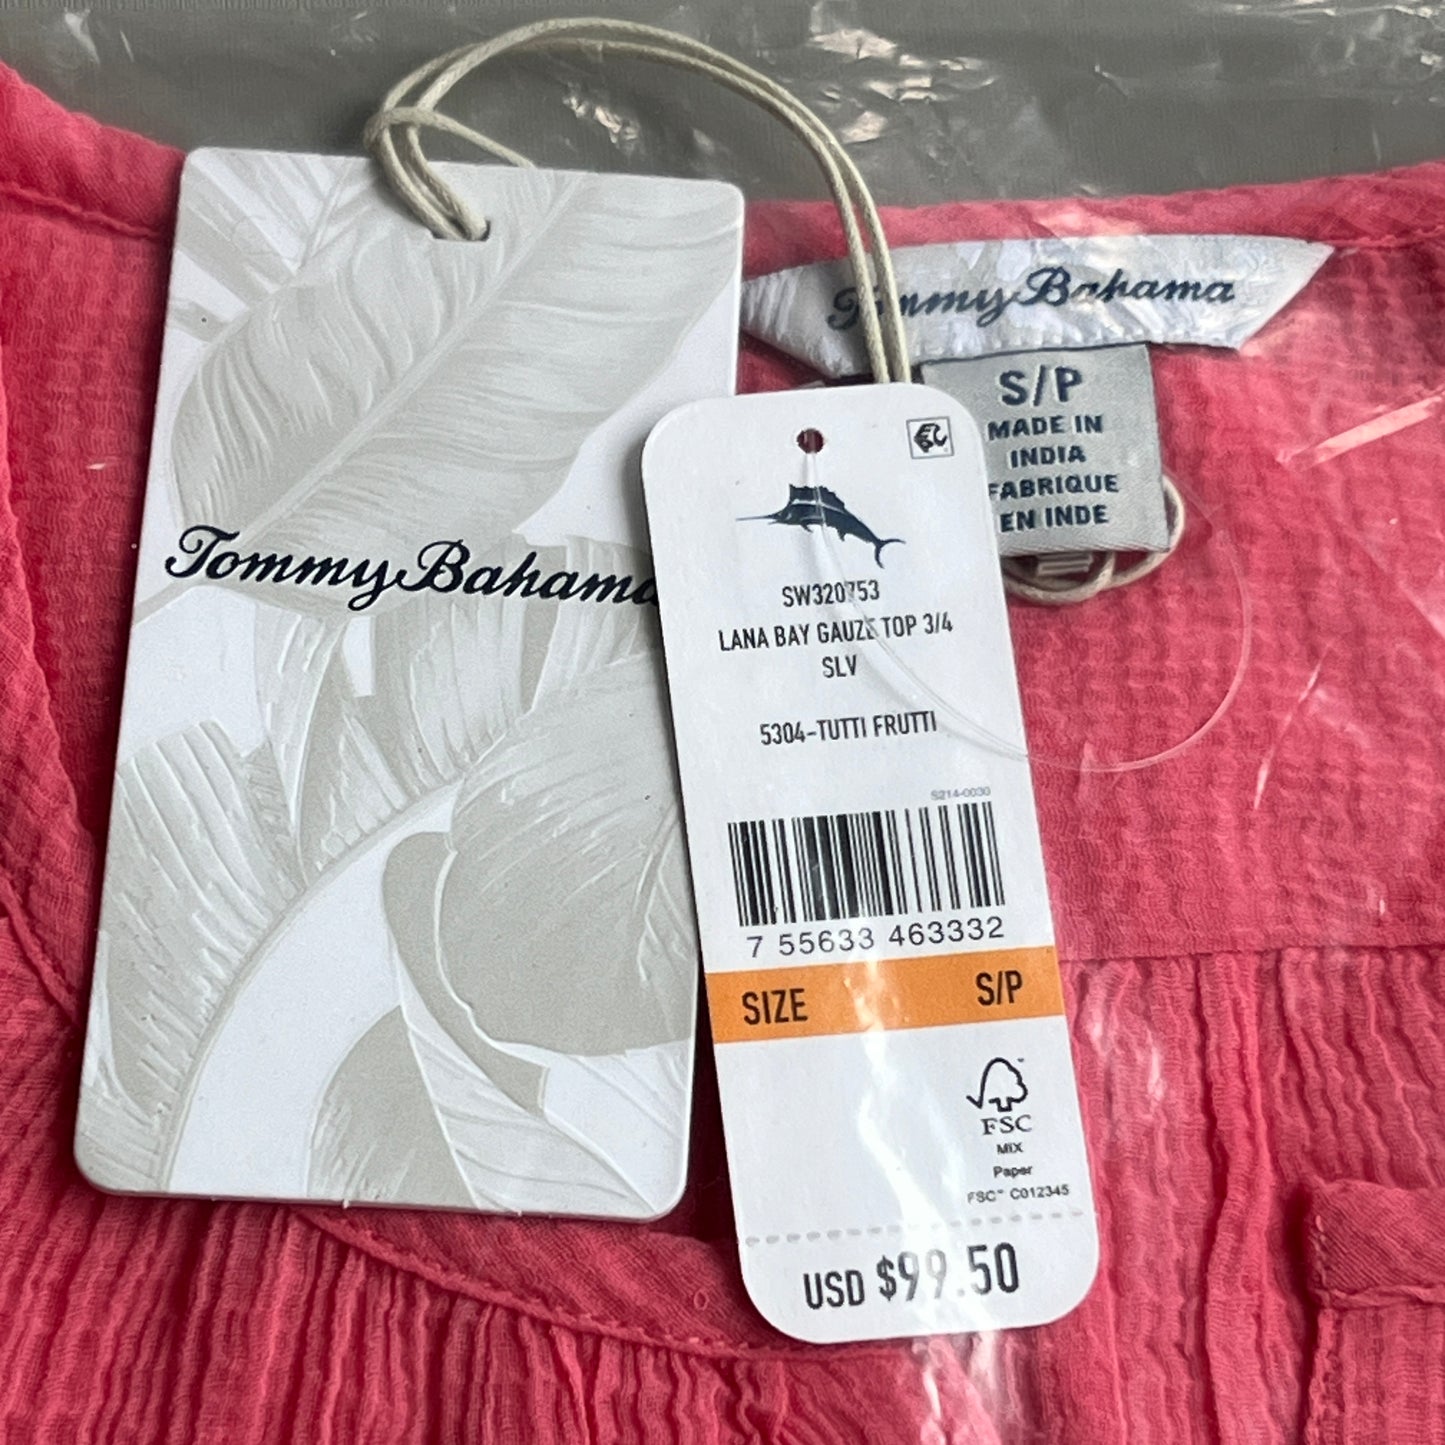 Tommy Bahama
Tommy Bahama
S/P
MADE IN
INDIA
FABRIQUE
EN INDE
SW320753
LANA BAY GAUZE TOP 3/4
SLV
5304-TUTTI FRUTTI
S214-0030
7 55633 463332
SIZE S/P
FSC
MIX
Paper
FSC™ C012345
USD $99.50